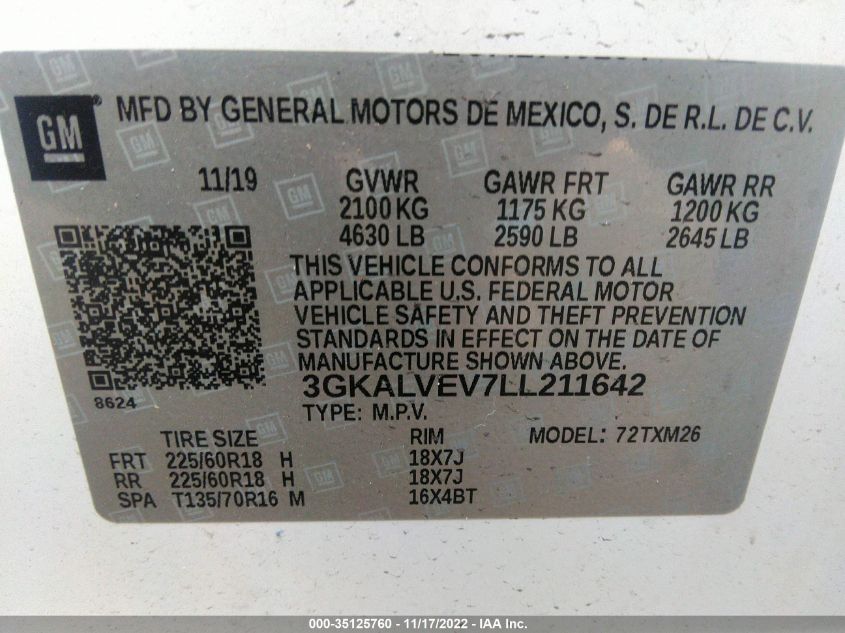 GM
MFD BY GENERAL MOTORS DE MEXICO, S. DE R.L. DE C.V.
11/19 GVWR GAWR FRT GAWR RR
2100 KG 1175 KG 1200 KG
4630 LB 2590 LB 2645 LB
THIS VEHICLE CONFORMS TO ALL
APPLICABLE U.S. FEDERAL MOTOR
VEHICLE SAFETY AND THEFT PREVENTION
STANDARDS IN EFFECT ON THE DATE OF
MANUFACTURE SHOWN ABOVE.
8624
3GKALVEV7LL211642
TYPE: M.P.V.
TIRE SIZE RIM MODEL: 72TXM26
FRT 225/60R18 H 18X7J
RR 225/60R18 H 18X7J
SPA T135/70R16 M 16X4BT
000-35125760 - 11/17/2022 - IAA Inc.